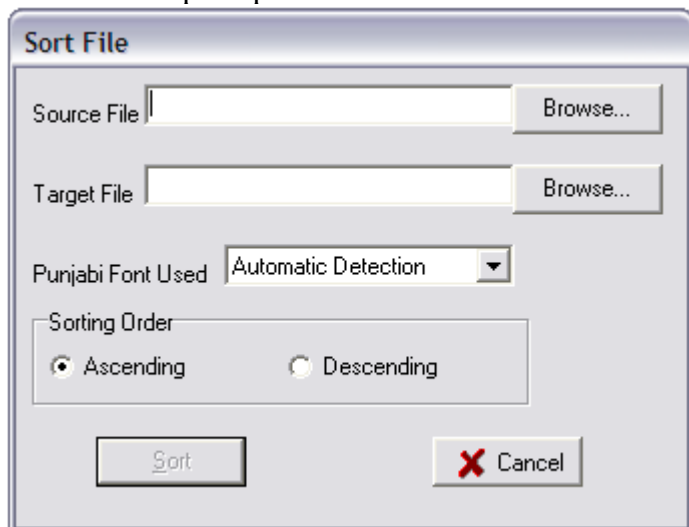 Sort File
Source File Browse...
Target File Browse...
Punjabi Font Used Automatic Detection
Sorting Order
Ascending Descending
Sort Cancel